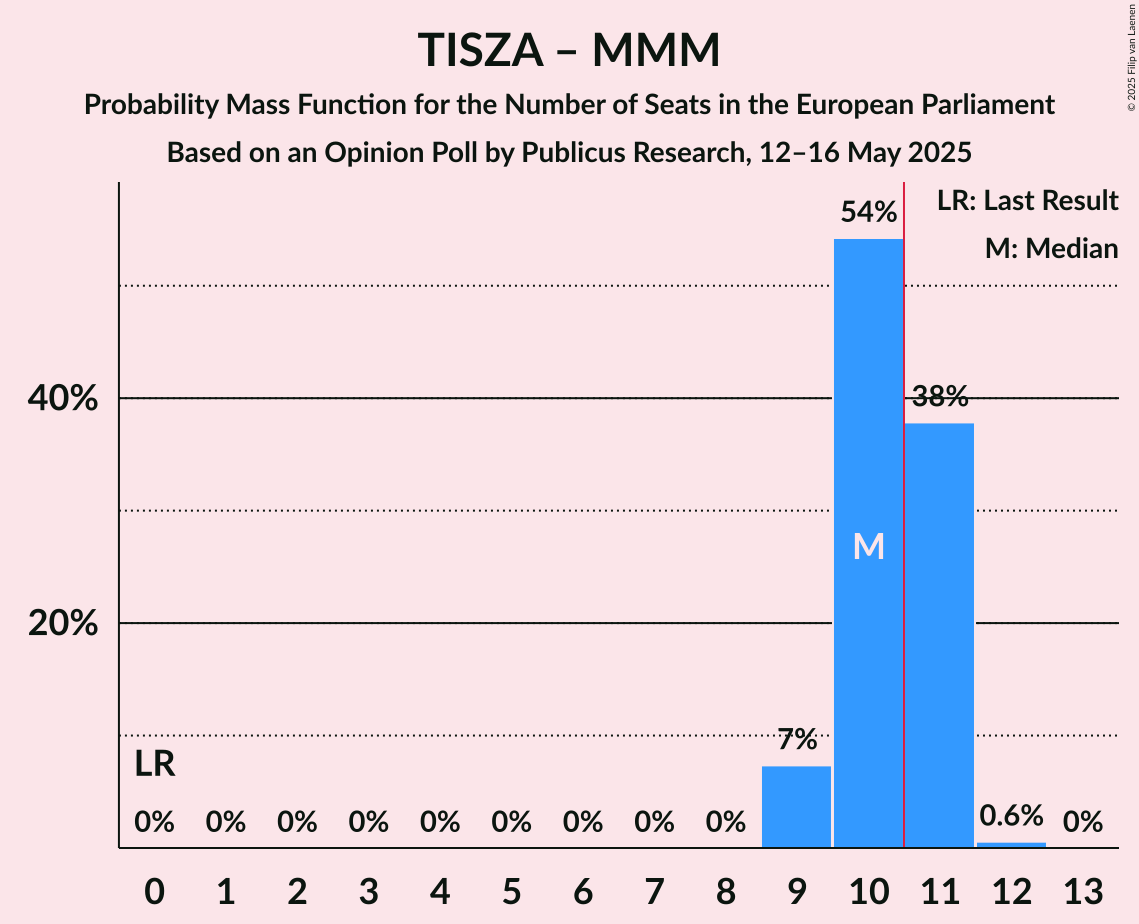 TISZA – MMM
Probability Mass Function for the Number of Seats in the European Parliament
Based on an Opinion Poll by Publicus Research, 12–16 May 2025
© 2025 Filip van Laenen
LR: Last Result
M: Median
54%
40%
38%
M
20%
7%
LR
0% 0% 0% 0% 0% 0% 0% 0% 0% 0.6% 0%
0 1 2 3 4 5 6 7 8 9 10 11 12 13